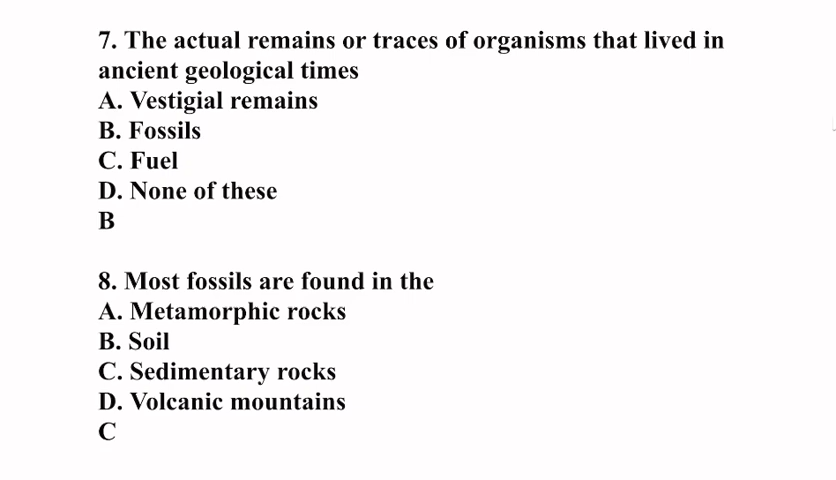 7. The actual remains or traces of organisms that lived in
ancient geological times
A. Vestigial remains
B. Fossils
C. Fuel
D. None of these
B
8. Most fossils are found in the
A. Metamorphic rocks
B. Soil
C. Sedimentary rocks
D. Volcanic mountains
C